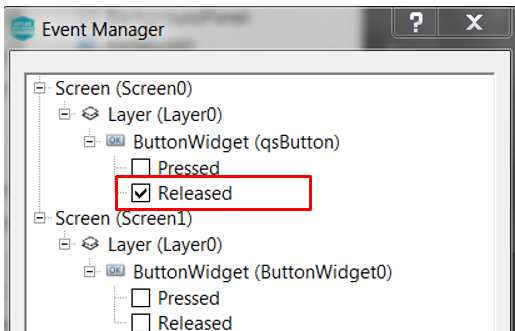 Event Manager
?
X
Screen (Screen0)
Layer (Layer0)
OK ButtonWidget (qsButton)
Pressed
Released
Screen (Screen1)
Layer (Layer0)
OK ButtonWidget (ButtonWidget0)
Pressed
Released